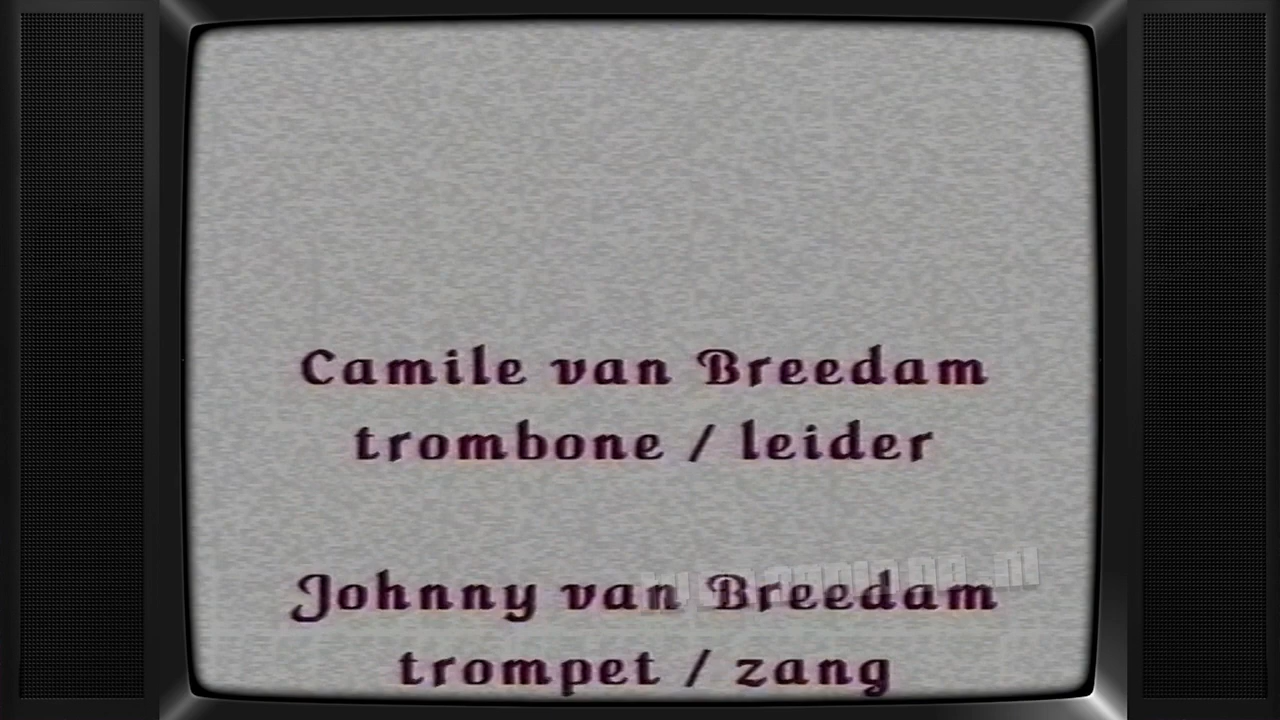 Camile van Breedam
trombone / leider
Johnny van Breedam
trompet / zang